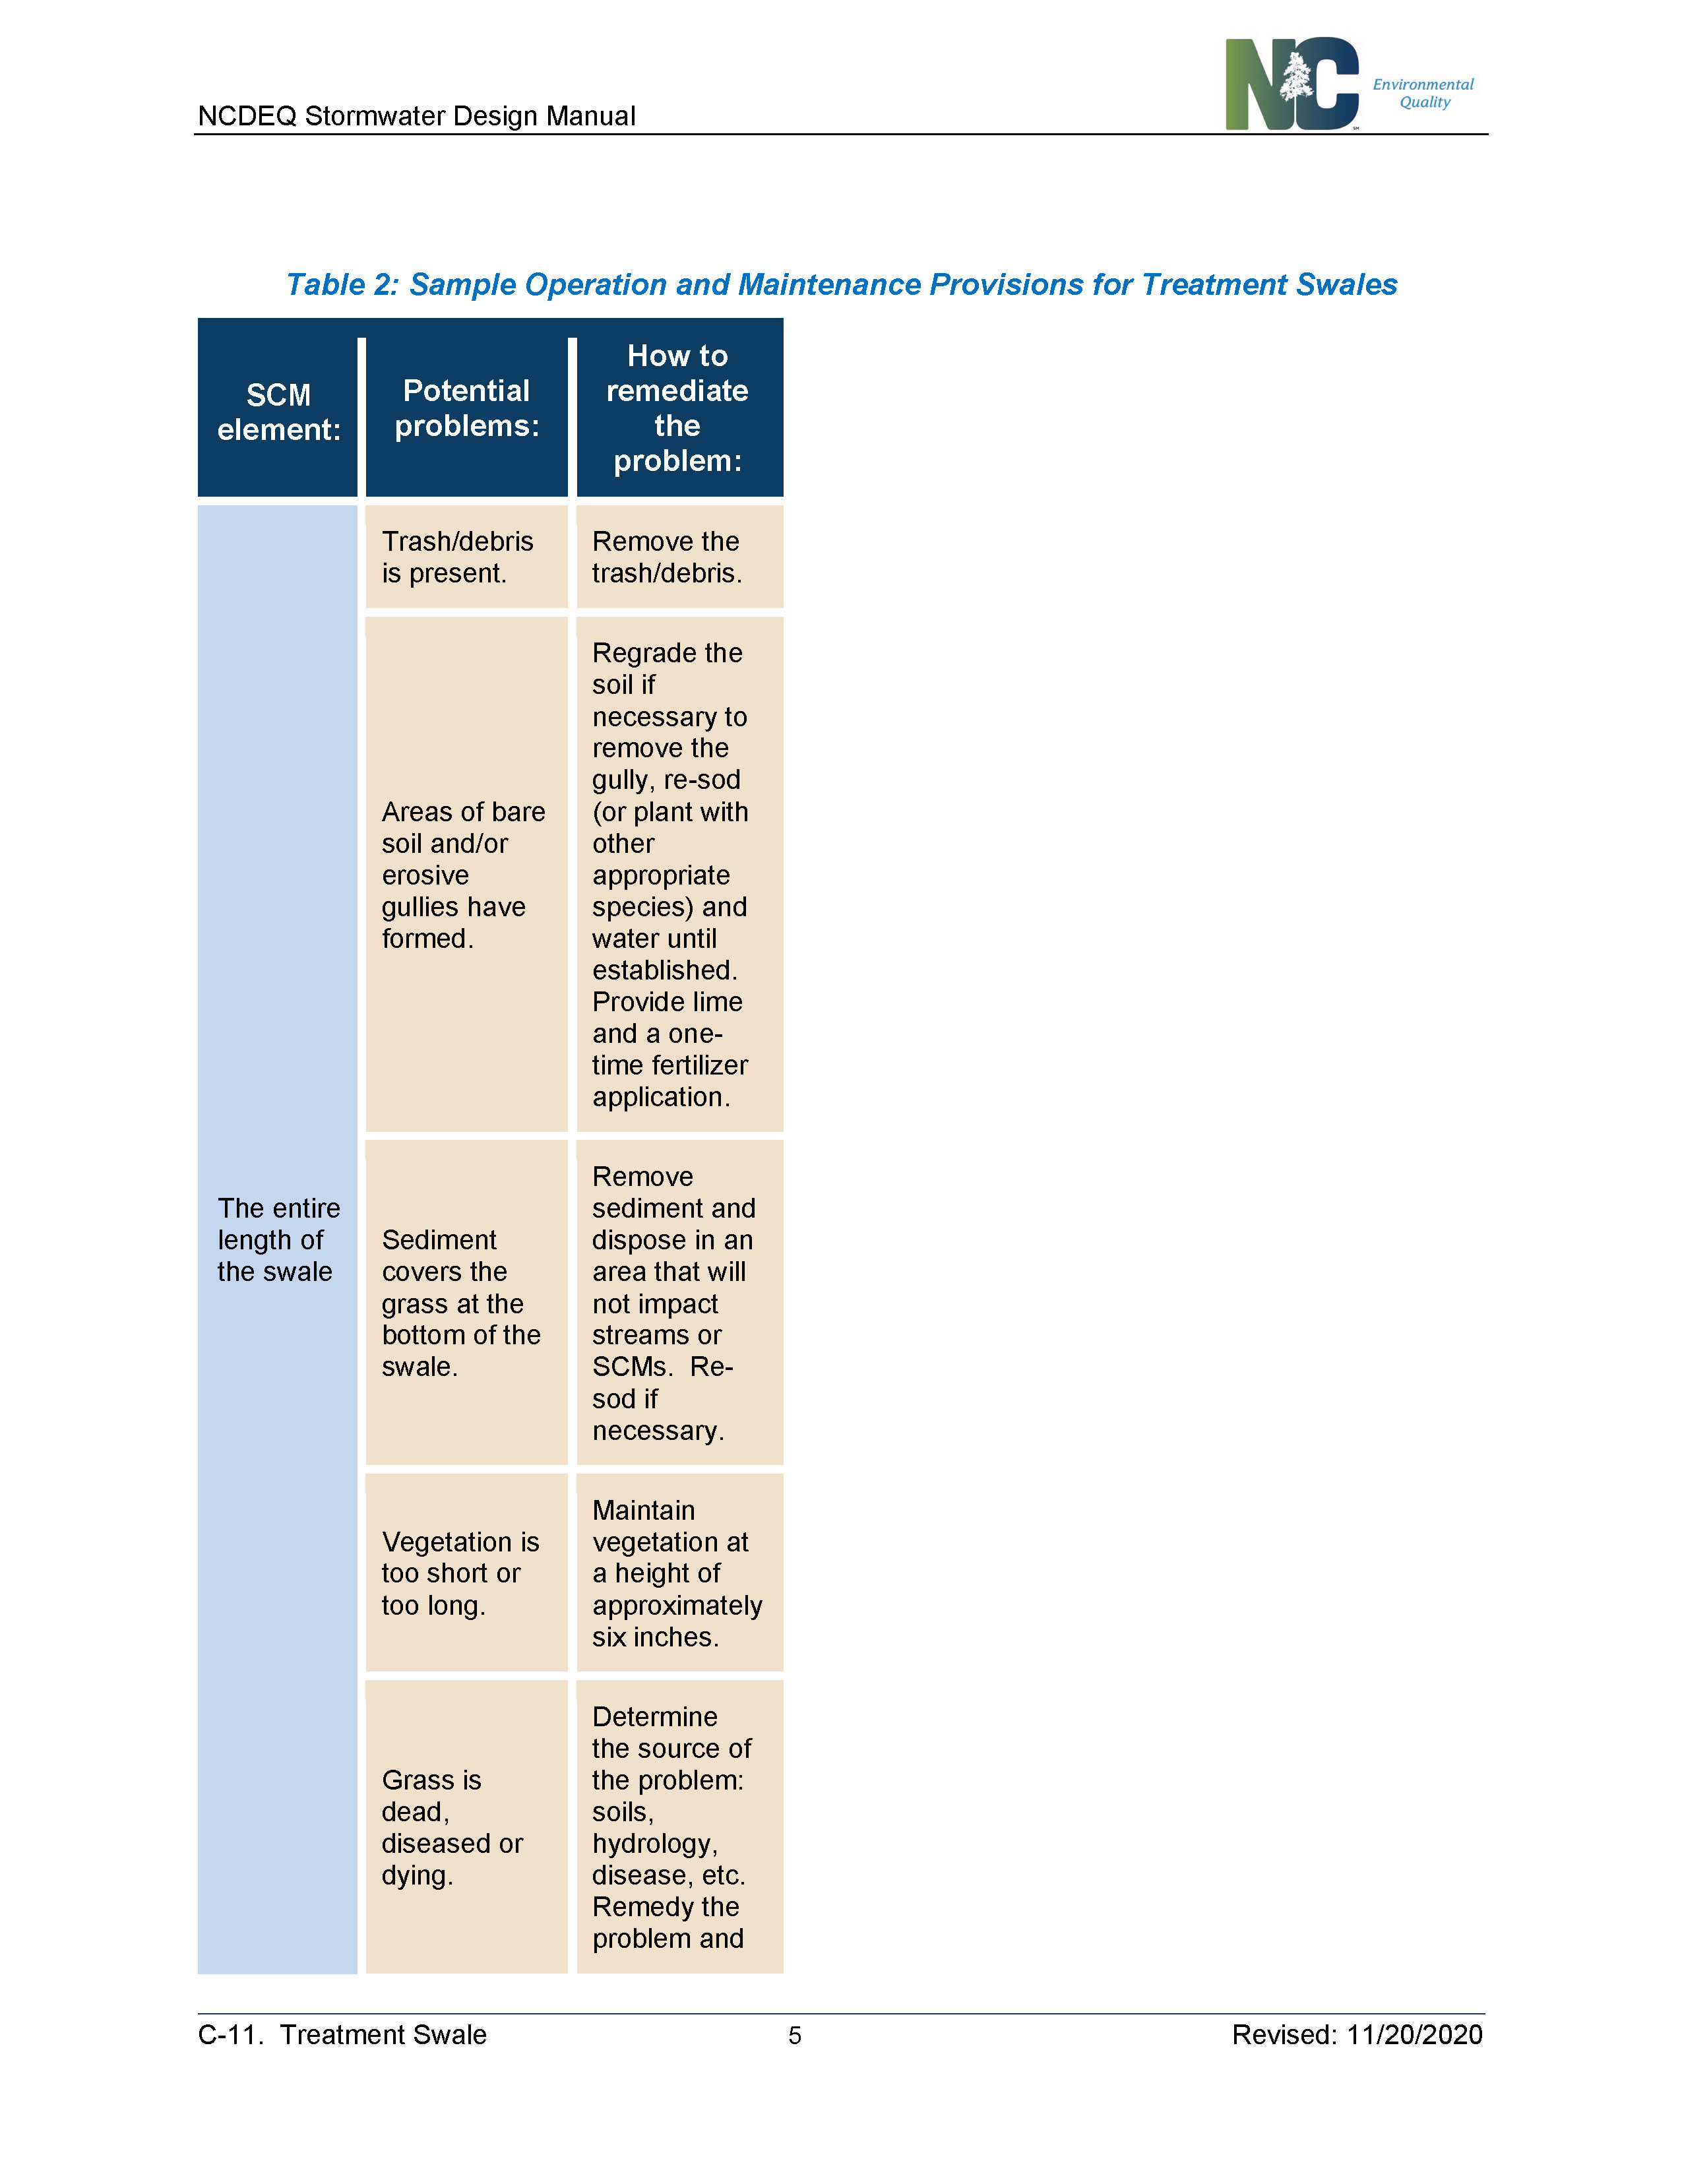 NCDEQ Stormwater Design Manual
NC
Environmental
Quality
SM
Table 2: Sample Operation and Maintenance Provisions for Treatment Swales
SCM
element:
Potential
problems:
How to
remediate
the
problem:
The entire
length of
the swale
Trash/debris
is present.
Remove the
trash/debris.
Areas of bare
soil and/or
erosive
gullies have
formed.
Regrade the
soil if
necessary to
remove the
gully, re-sod
(or plant with
other
appropriate
species) and
water until
established.
Provide lime
and a one-
time fertilizer
application.
Sediment
covers the
grass at the
bottom of the
swale.
Remove
sediment and
dispose in an
area that will
not impact
streams or
SCMs.  Re-
sod if
necessary.
Vegetation is
too short or
too long.
Maintain
vegetation at
a height of
approximately
six inches.
Grass is
dead,
diseased or
dying.
Determine
the source of
the problem:
soils,
hydrology,
disease, etc.
Remedy the
problem and
C-11.  Treatment Swale
5
Revised: 11/20/2020